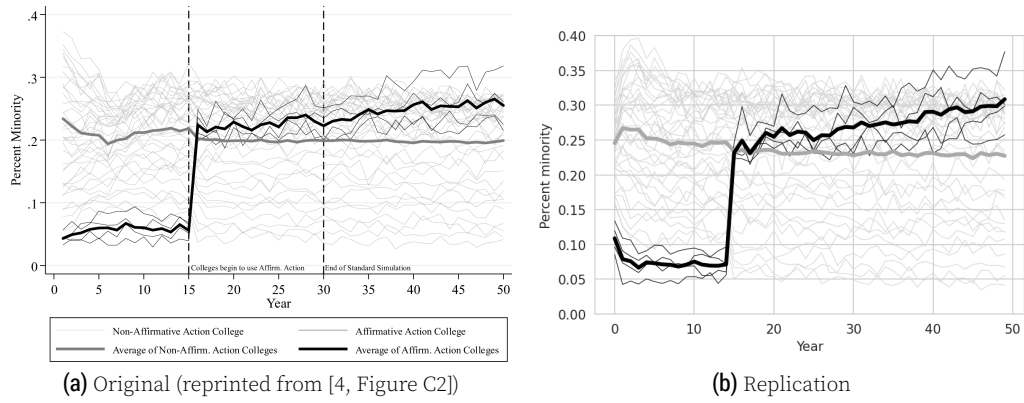 .4
.3
.2
.1
0
Percent Minority
Colleges begin to use Affirm. Action
End of Standard Simulation
0 5 10 15 20 25 30 35 40 45 50
Year
Non-Affirmative Action College
Affirmative Action College
Average of Non-Affirm. Action Colleges
Average of Affirm. Action Colleges
(a) Original (reprinted from [4, Figure C2])
0.40
0.35
0.30
0.25
0.20
0.15
0.10
0.05
0.00
Percent minority
0 10 20 30 40 50
Year
(b) Replication